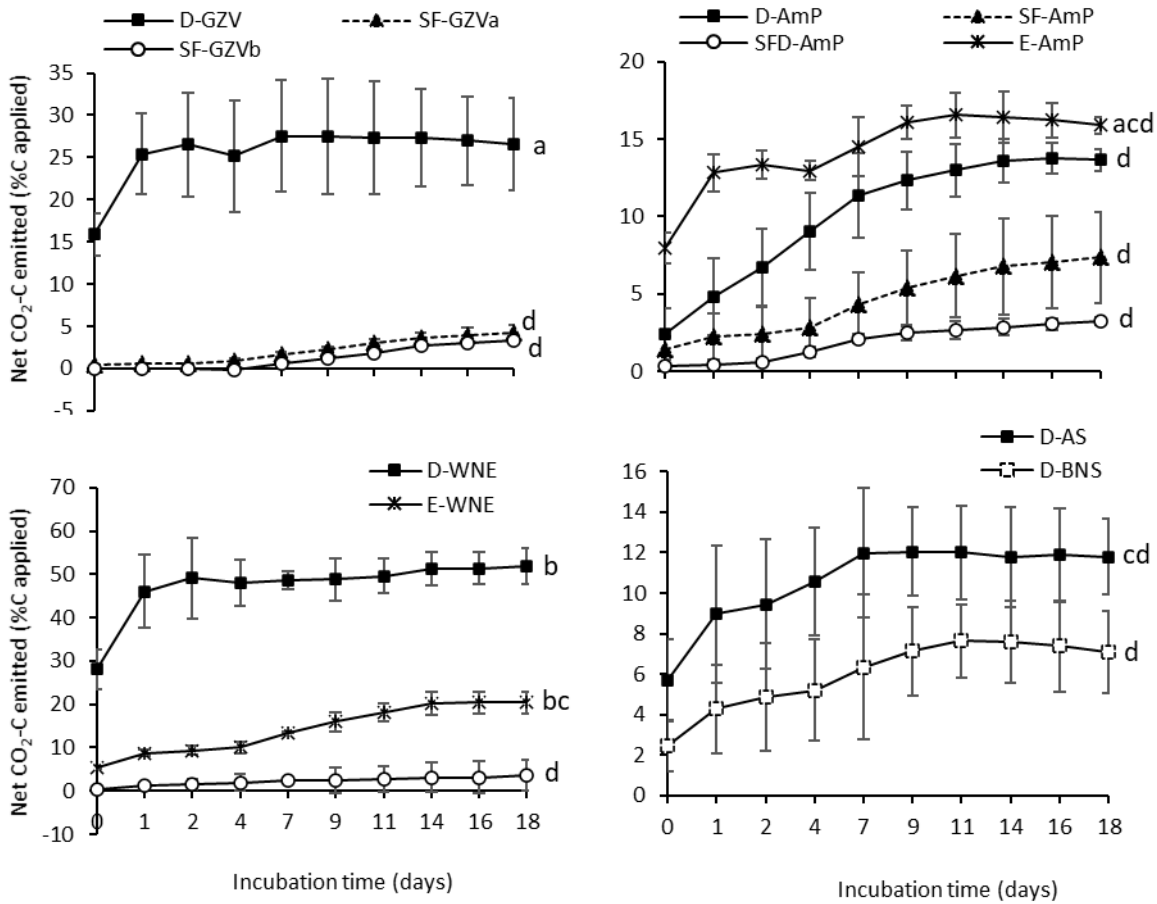 D-GZV SF-GZVa
SF-GZVb
Net CO₂-C emitted (%C applied)
35
30
25
20
15
10
5
0
-5
a
d
d
D-AmP SF-AmP
SFD-AmP E-AmP
20
15
10
5
0
acd
d
d
d
D-WNE
E-WNE
Net CO₂-C emitted (%C applied)
70
60
50
40
30
20
10
0
-10
b
bc
d
0 1 2 4 7 9 11 14 16 18
Incubation time (days)
D-AS
D-BNS
16
14
12
10
8
6
4
2
0
cd
d
0 1 2 4 7 9 11 14 16 18
Incubation time (days)